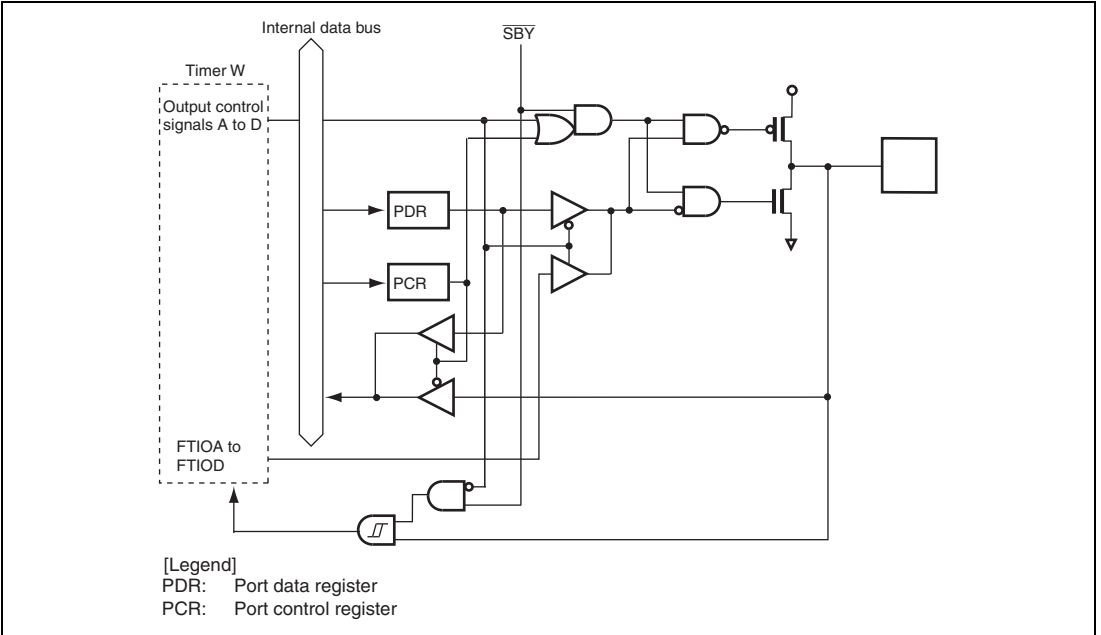 Internal data bus
SBY
Timer W
Output control
signals A to D
PDR
PCR
FTIOA to
FTIOD
[Legend]
PDR: Port data register
PCR: Port control register